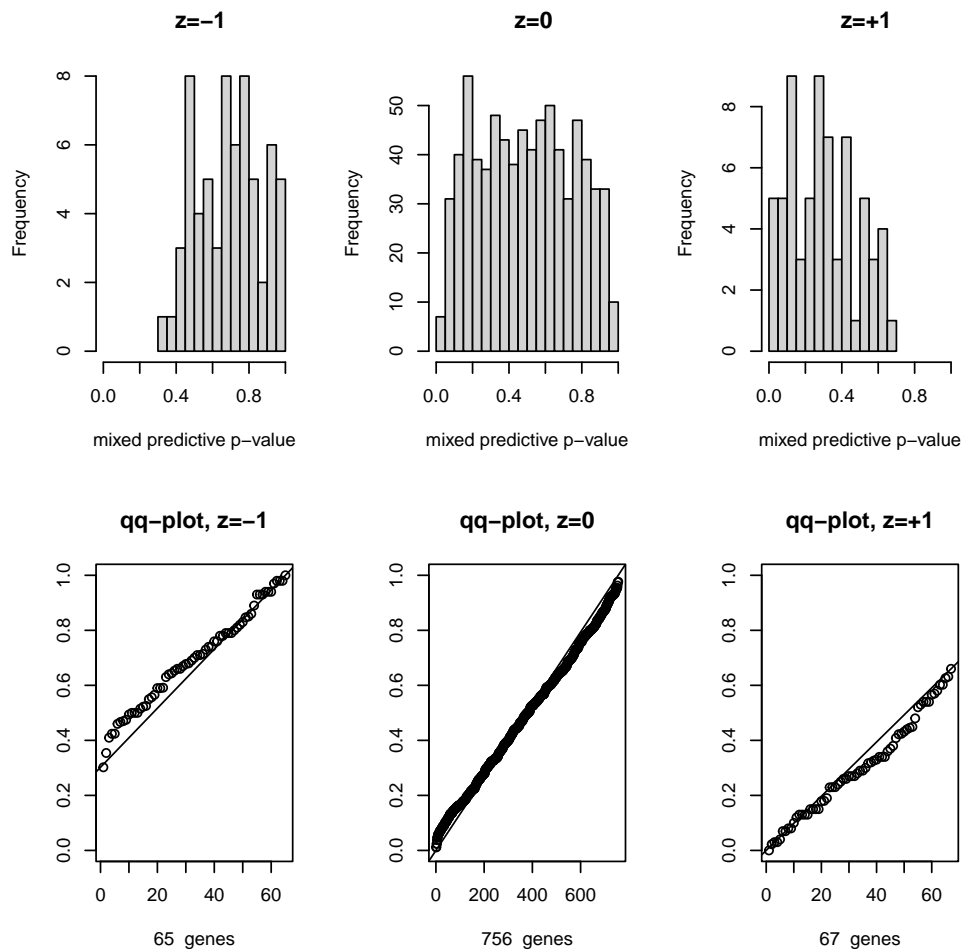 z=−1
z=0
z=+1
Frequency
0 2 4 6 8
0.0 0.4 0.8
mixed predictive p−value
Frequency
0 10 20 30 40 50
0.0 0.4 0.8
mixed predictive p−value
Frequency
0 2 4 6 8
0.0 0.4 0.8
mixed predictive p−value
qq−plot, z=−1
qq−plot, z=0
qq−plot, z=+1
0.0 0.2 0.4 0.6 0.8 1.0
0 20 40 60
65 genes
0.0 0.2 0.4 0.6 0.8 1.0
0 200 400 600
756 genes
0.0 0.2 0.4 0.6 0.8 1.0
0 20 40 60
67 genes